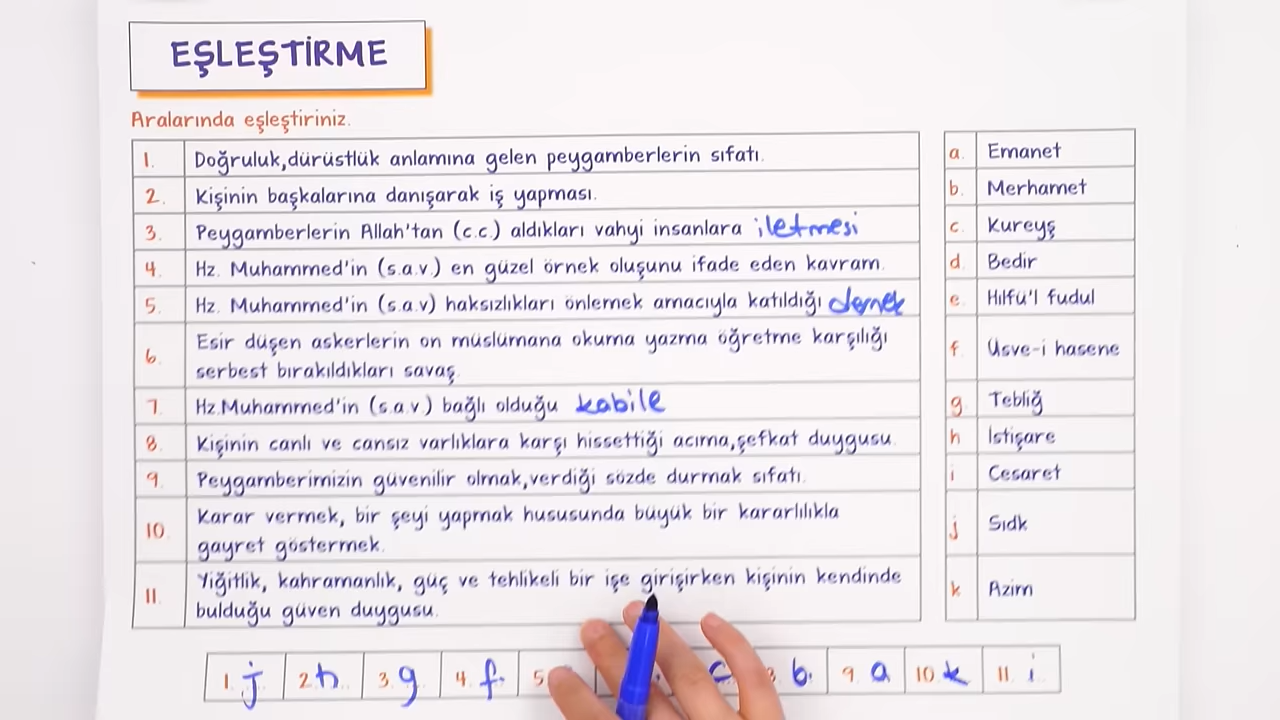 EŞLEŞTİRME
Aralarında eşleştiriniz.
1. Doğruluk,dürüstlük anlamına gelen peygamberlerin sıfatı.
2. Kişinin başkalarına danışarak iş yapması.
3. Peygamberlerin Allah'tan (c.c.) aldıkları vahyi insanlara iletmesi
4. Hz. Muhammed'in (s.a.v.) en güzel örnek oluşunu ifade eden kavram.
5. Hz. Muhammed'in (s.a.v) haksızlıkları önlemek amacıyla katıldığı dernek
6. Esir düşen askerlerin on müslümana okuma yazma öğretme karşılığı
serbest bırakıldıkları savaş.
7. Hz.Muhammed'in (s.a.v.) bağlı olduğu kabile
8. Kişinin canlı ve cansız varlıklara karşı hissettiği acıma,şefkat duygusu.
9. Peygamberimizin güvenilir olmak,verdiği sözde durmak sıfatı.
10. Karar vermek, bir şeyi yapmak hususunda büyük bir kararlılıkla
gayret göstermek.
11. Yiğitlik, kahramanlık, güç ve tehlikeli bir işe girişirken kişinin kendinde
bulduğu güven duygusu.
a. Emanet
b. Merhamet
c. Kureyş
d. Bedir
e. Hılfu'l fudul
f. Usve-i hasene
g Tebliğ
h İstişare
i Cesaret
j Sıdk
k Azim
1. j 2. h 3. g 4. f. 5. c 8. b. 9. a 10. k 11. i